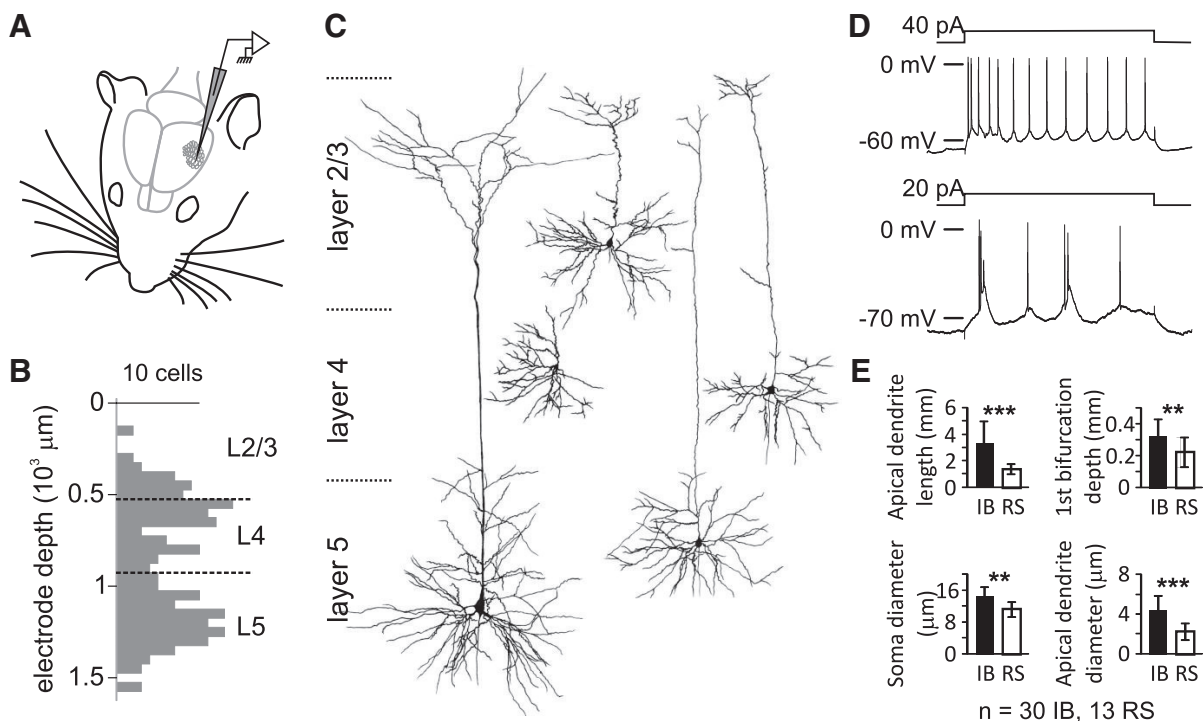 A
B
10 cells
electrode depth (10³ μm)
0
0.5
1
1.5
L2/3
L4
L5
C
layer 2/3
layer 4
layer 5
D
40 pA
0 mV
-60 mV
20 pA
0 mV
-70 mV
E
Apical dendrite
length (mm)
6
4
2
0
***
IB RS
1st bifurcation
depth (mm)
0.4
0.2
0
**
IB RS
Soma diameter
(μm)
16
8
0
**
IB RS
Apical dendrite
diameter (μm)
8
4
0
***
IB RS
n = 30 IB, 13 RS